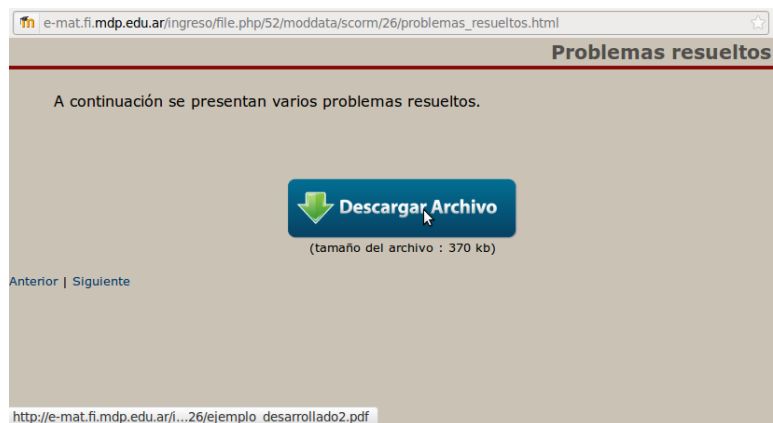 e-mat.fi.mdp.edu.ar/ingreso/file.php/52/moddata/scorm/26/problemas_resueltos.html
Problemas resueltos
A continuación se presentan varios problemas resueltos.
Descargar Archivo
(tamaño del archivo : 370 kb)
Anterior | Siguiente
http://e-mat.fi.mdp.edu.ar/i...26/ejemplo_desarrollado2.pdf